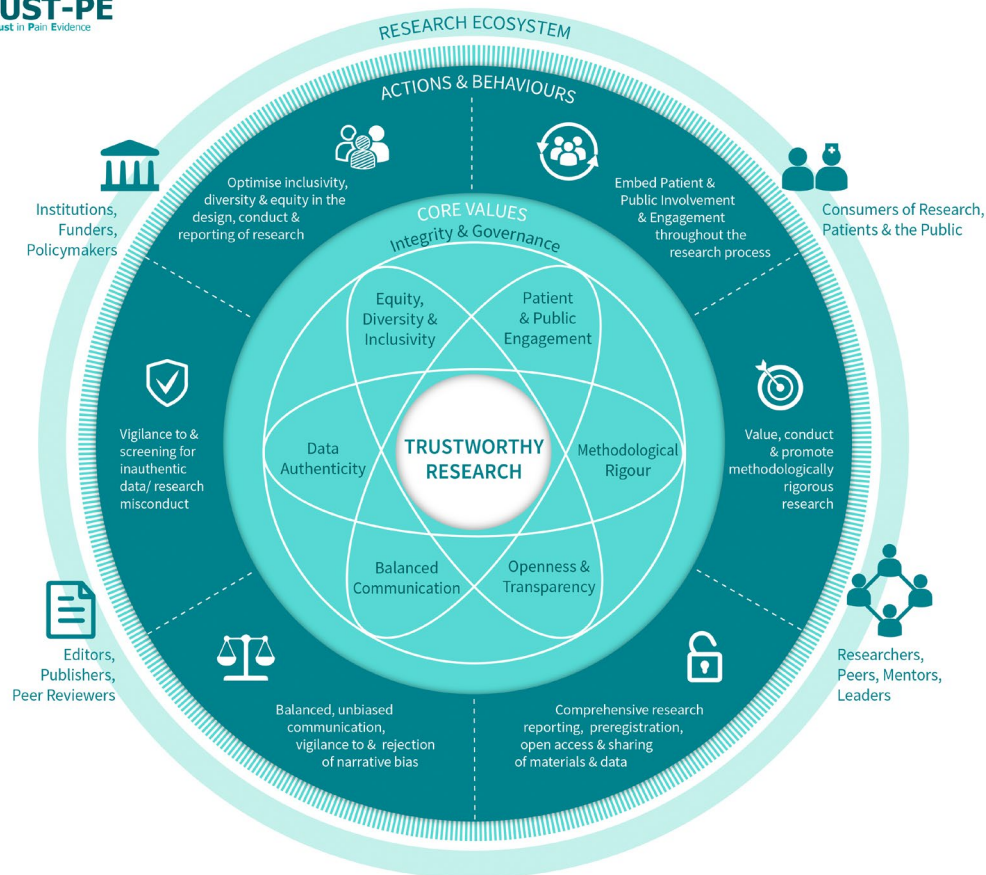 UST-PE
ust in Pain Evidence
RESEARCH ECOSYSTEM
ACTIONS & BEHAVIOURS
Institutions,
Funders,
Policymakers
Optimise inclusivity,
diversity & equity in the
design, conduct &
reporting of research
Embed Patient &
Public Involvement
& Engagement
throughout the
research process
Consumers of Research,
Patients & the Public
CORE VALUES
Integrity & Governance
Equity,
Diversity &
Inclusivity
Patient
& Public
Engagement
Vigilance to &
screening for
inauthentic
data/ research
misconduct
Data
Authenticity
TRUSTWORTHY
RESEARCH
Methodological
Rigour
Value, conduct
& promote
methodologically
rigorous
research
Balanced
Communication
Openness &
Transparency
Editors,
Publishers,
Peer Reviewers
Researchers,
Peers, Mentors,
Leaders
Balanced, unbiased
communication,
vigilance to & rejection
of narrative bias
Comprehensive research
reporting, preregistration,
open access & sharing
of materials & data